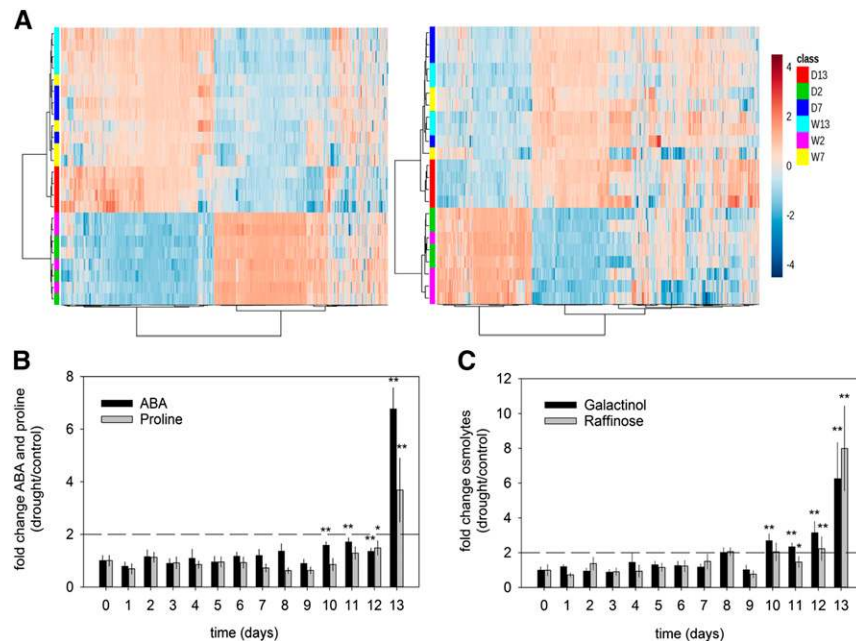 A
4
2
0
-2
-4
class
D13
D2
D7
W13
W2
W7
B
fold change ABA and proline
(drought/control)
8
6
4
2
0
ABA
Proline
** ** ** * ** **
0 1 2 3 4 5 6 7 8 9 10 11 12 13
time (days)
C
fold change osmolytes
(drought/control)
12
10
8
6
4
2
0
Galactinol
Raffinose
** ** * ** ** ** **
0 1 2 3 4 5 6 7 8 9 10 11 12 13
time (days)